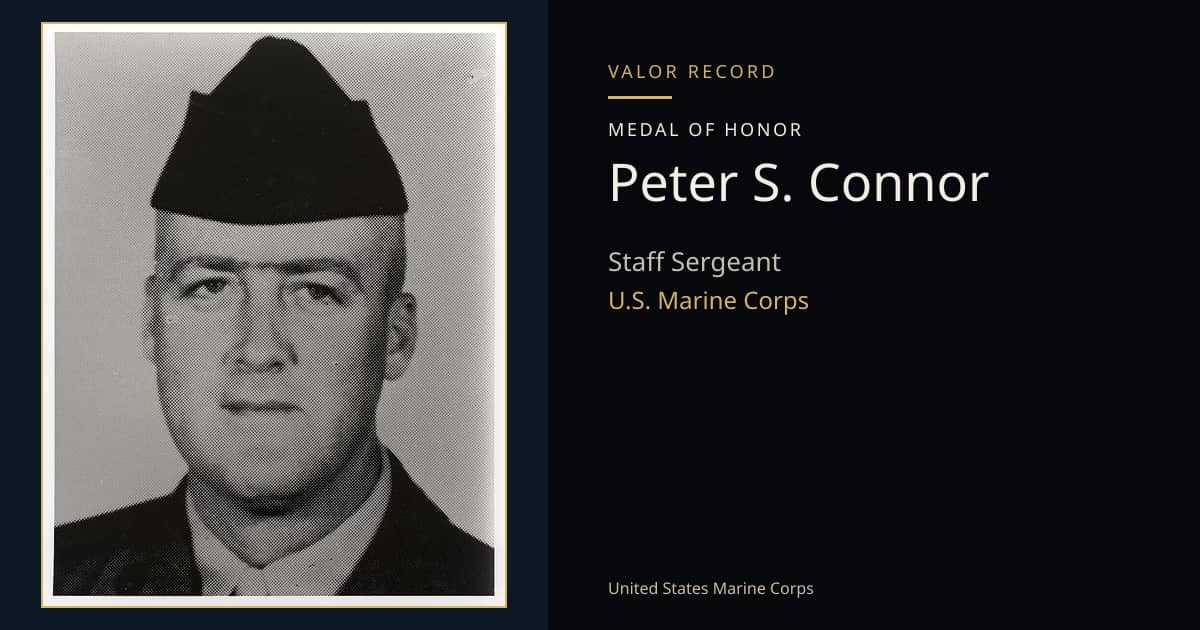 VALOR RECORD
MEDAL OF HONOR
Peter S. Connor
Staff Sergeant
U.S. Marine Corps
United States Marine Corps